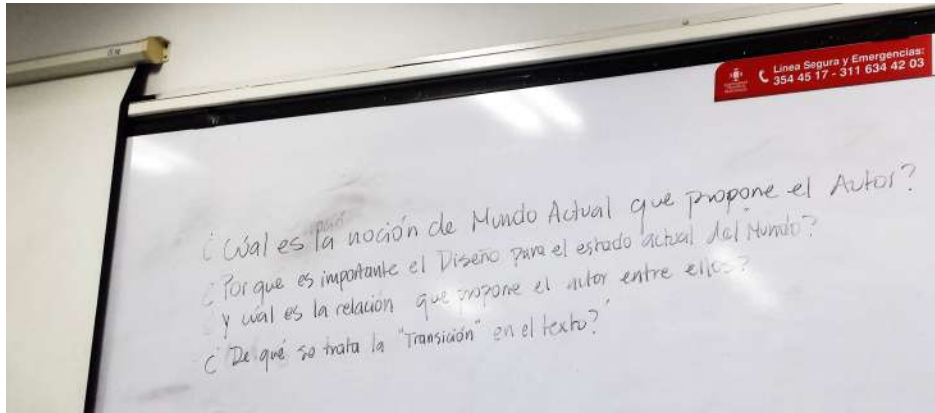 Línea Segura y Emergencias:
354 45 17 - 311 634 42 03
¿Cúal es la noción de Mundo Actual que propone el Autor?
¿Porque es importante el Diseño para el estado actual del Mundo?
y cual es la relación que propone el autor entre ellos?
¿De qué se trata la "Transición" en el texto?